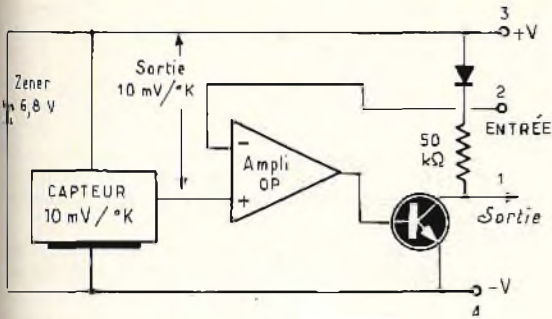 3
+V
Sortie
10 mV/°K
Zener
6,8 V
2
ENTRÉE
50
kΩ
-
Ampli
OP
+
CAPTEUR
10 mV/°K
1
Sortie
-V
4